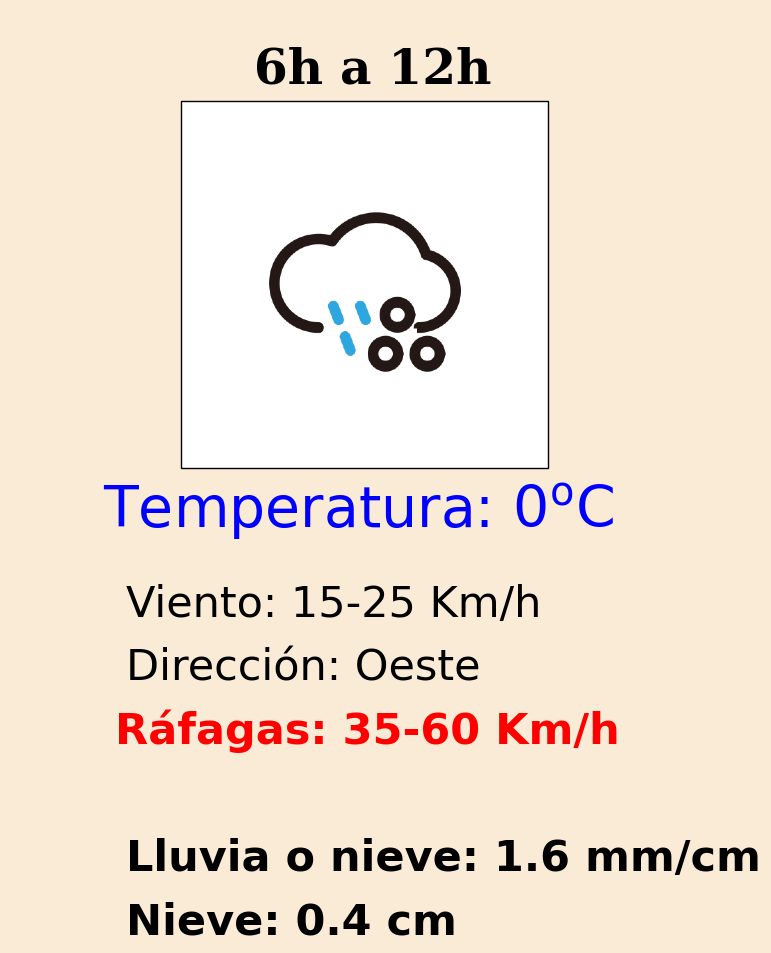 6h a 12h
Temperatura: 0ºC
Viento: 15-25 Km/h
Dirección: Oeste
Ráfagas: 35-60 Km/h
Lluvia o nieve: 1.6 mm/cm
Nieve: 0.4 cm